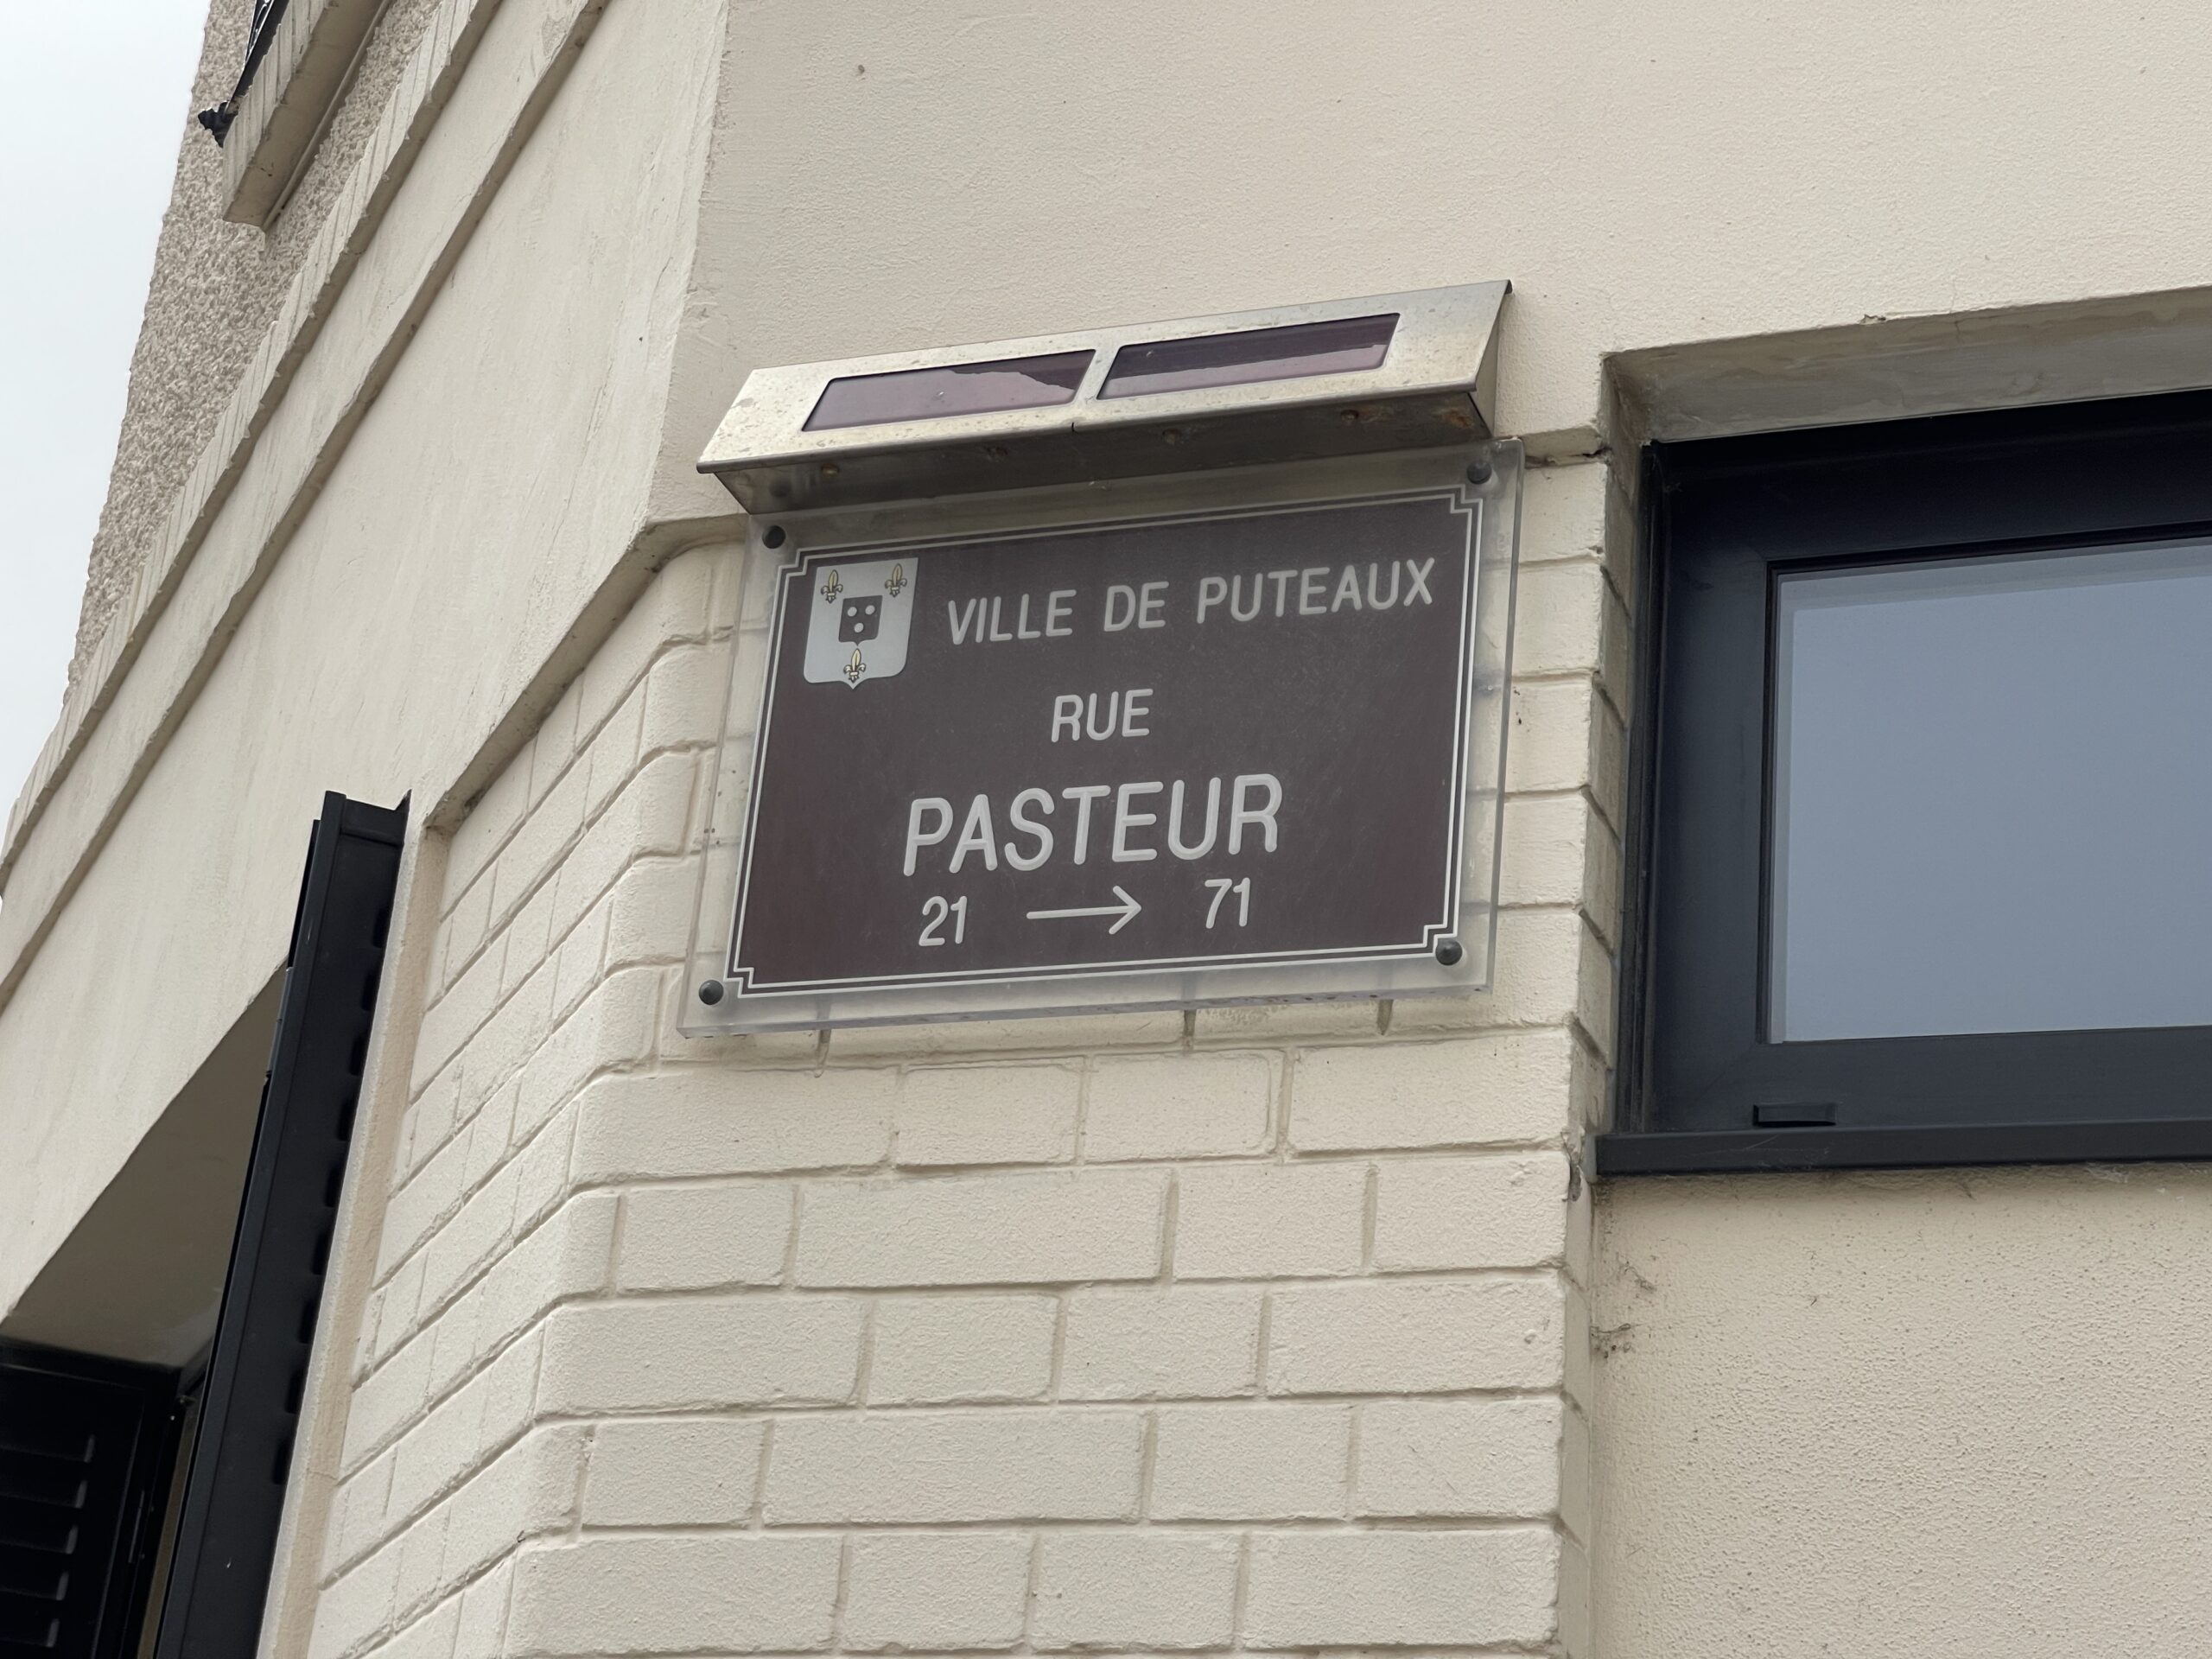 VILLE DE PUTEAUX
RUE
PASTEUR
21 → 71